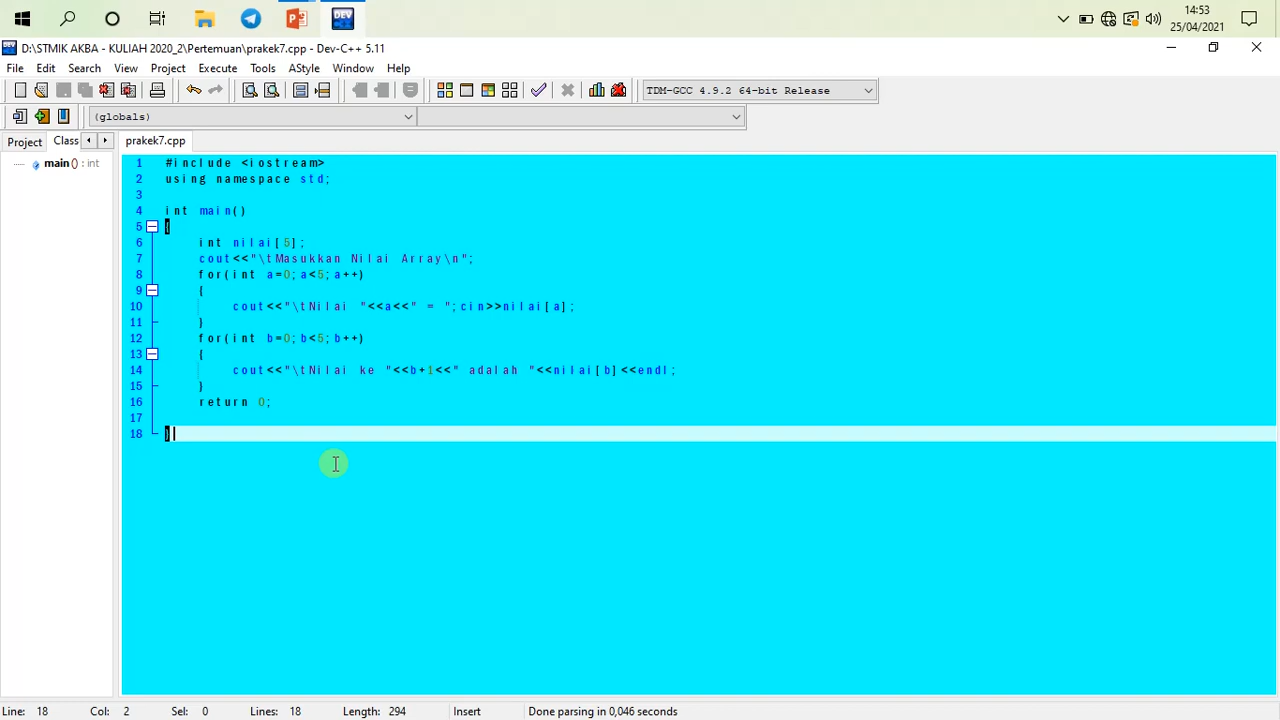 14:53
25/04/2021
D:\STMIK AKBA - KULIAH 2020_2\Pertemuan\prakek7.cpp - Dev-C++ 5.11
File Edit Search View Project Execute Tools AStyle Window Help
TDM-GCC 4.9.2 64-bit Release
(globals)
Project Class prakek7.cpp
main () : int
1 #include <iostream>
2 using namespace std;
3
4 int main()
5 {
6 int nilai[5];
7 cout<<"\tMasukkan Nilai Array\n";
8 for(int a=0;a<5;a++)
9 {
10 cout<<"\tNilai "<<a<<" = ";cin>>nilai[a];
11 }
12 for(int b=0;b<5;b++)
13 {
14 cout<<"\tNilai ke "<<b+1<<" adalah "<<nilai[b]<<endl;
15 }
16 return 0;
17
18 }
Line: 18 Col: 2 Sel: 0 Lines: 18 Length: 294 Insert Done parsing in 0,046 seconds